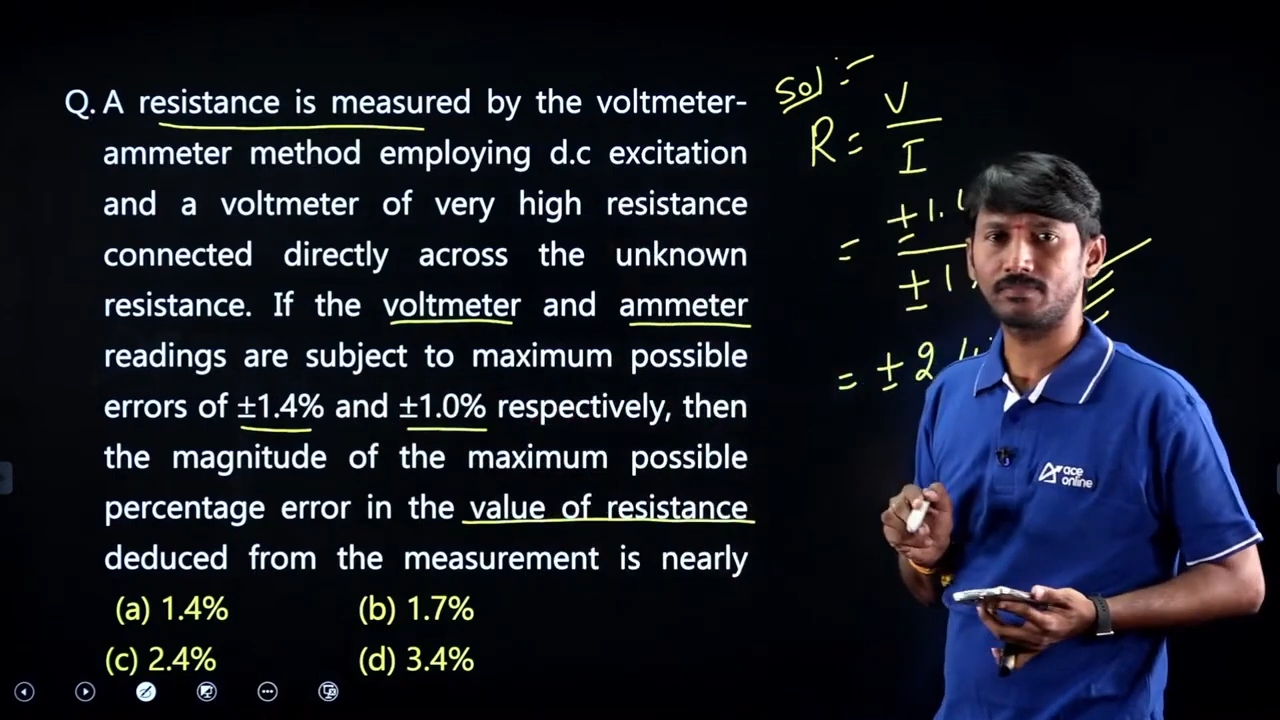 Q. A resistance is measured by the voltmeter-
ammeter method employing d.c excitation
and a voltmeter of very high resistance
connected directly across the unknown
resistance. If the voltmeter and ammeter
readings are subject to maximum possible
errors of ±1.4% and ±1.0% respectively, then
the magnitude of the maximum possible
percentage error in the value of resistance
deduced from the measurement is nearly
(a) 1.4% (b) 1.7%
(c) 2.4% (d) 3.4%
Sol :-
R = V
I
= ± 1.
± 1
= ± 2
ace
online